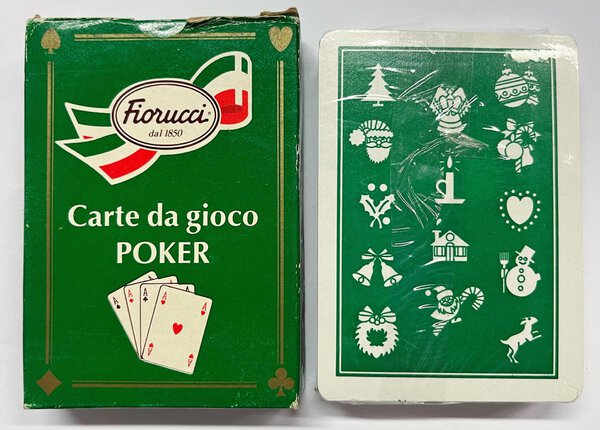 Fiorucci
dal 1850
Carte da gioco
POKER
A A A A
A